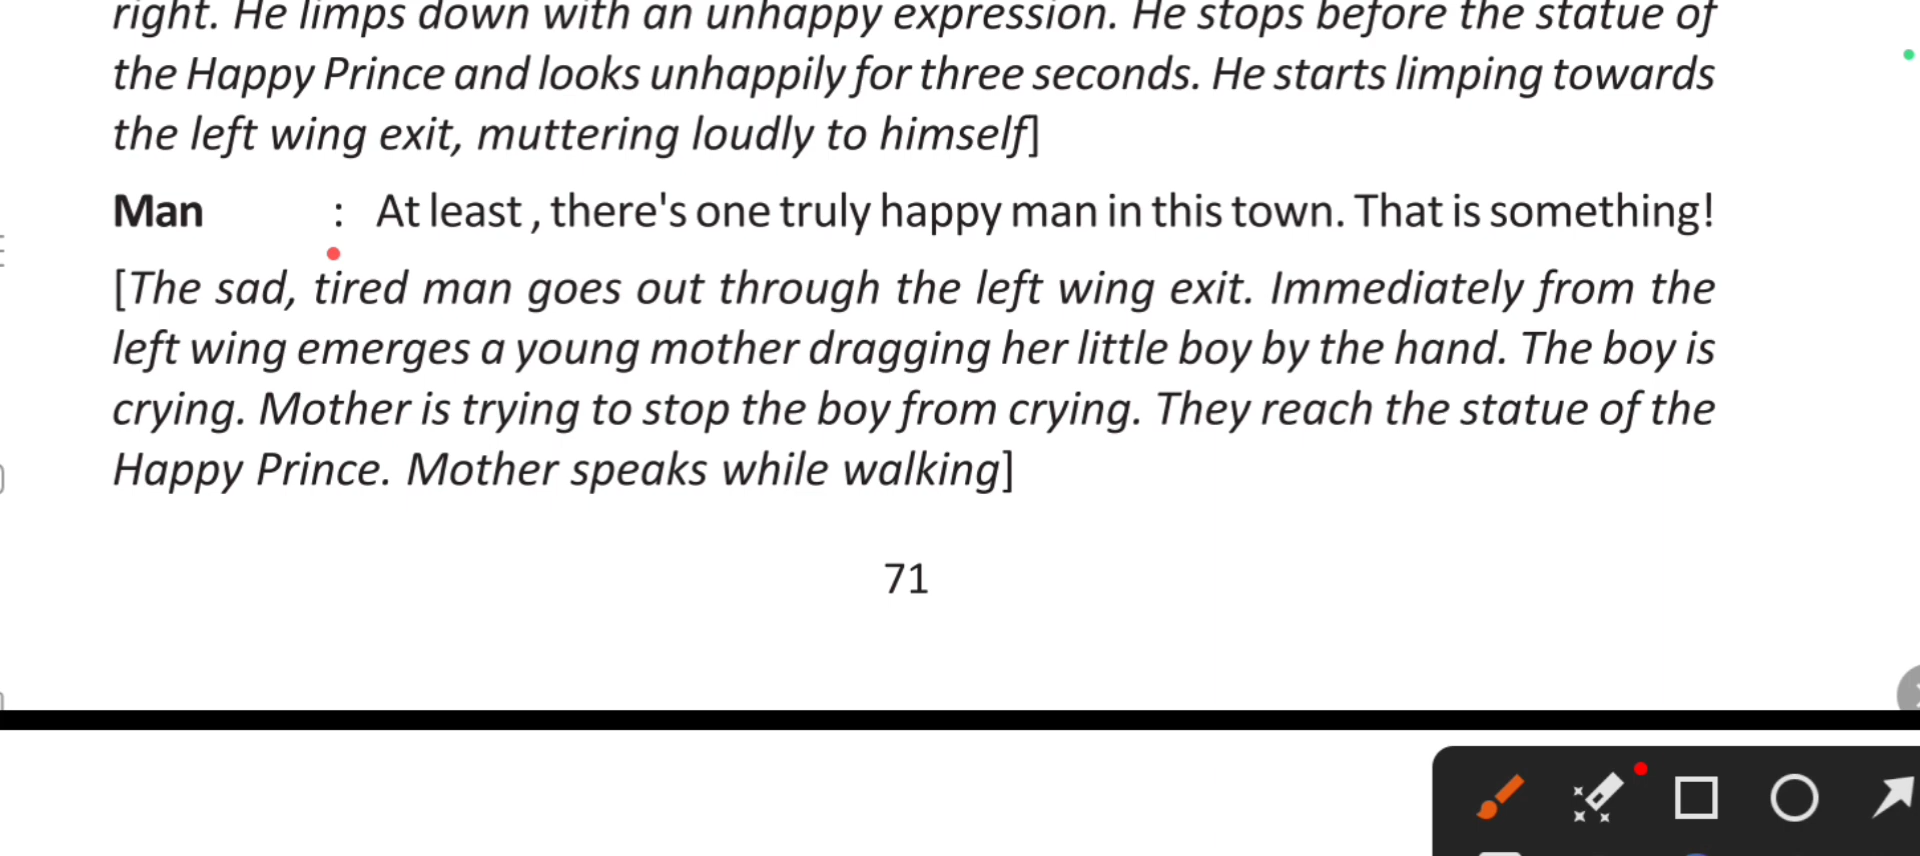 right. He limps down with an unhappy expression. He stops before the statue of
the Happy Prince and looks unhappily for three seconds. He starts limping towards
the left wing exit, muttering loudly to himself]
Man : At least , there's one truly happy man in this town. That is something!
[The sad, tired man goes out through the left wing exit. Immediately from the
left wing emerges a young mother dragging her little boy by the hand. The boy is
crying. Mother is trying to stop the boy from crying. They reach the statue of the
Happy Prince. Mother speaks while walking]
71